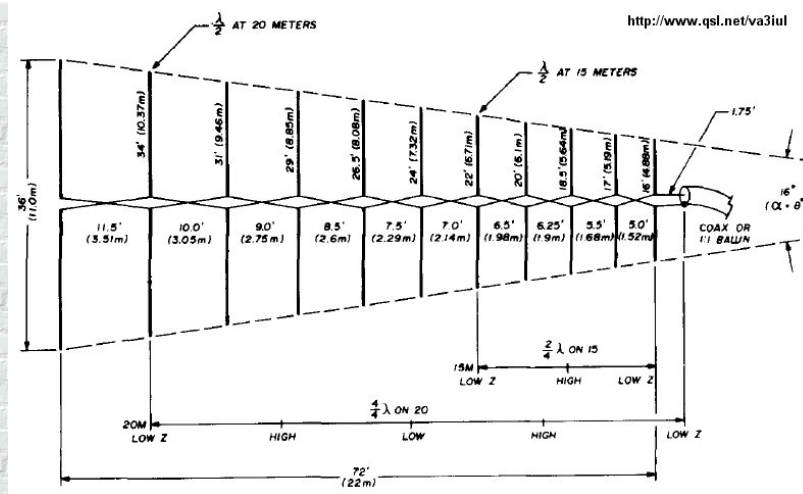 http://www.qsl.net/va3iul
λ/2 AT 20 METERS
λ/2 AT 15 METERS
1.75'
36'
(11.0m)
34' (10.37m)
31' (9.46m)
29' (8.85m)
26.5' (8.08m)
24' (7.32m)
22' (6.71m)
20' (6.1m)
18.5' (5.64m)
17' (5.19m)
16' (4.88m)
16°
(α = 8°
COAX OR
1:1 BALUN
11.5'
(3.51m)
10.0'
(3.05m)
9.0'
(2.75m)
8.5'
(2.6m)
7.5'
(2.29m)
7.0'
(2.14m)
6.5'
(1.98m)
6.25'
(1.9m)
5.5'
(1.68m)
5.0'
(1.52m)
2/4 λ ON 15
15M
LOW Z
HIGH
LOW Z
4/4 λ ON 20
20M
LOW Z
HIGH
LOW
HIGH
LOW Z
72'
(22m)